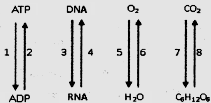 ATP DNA O₂ CO₂
1 2 3 4 5 6 7 8
ADP RNA H₂O C₆H₁₂O₆